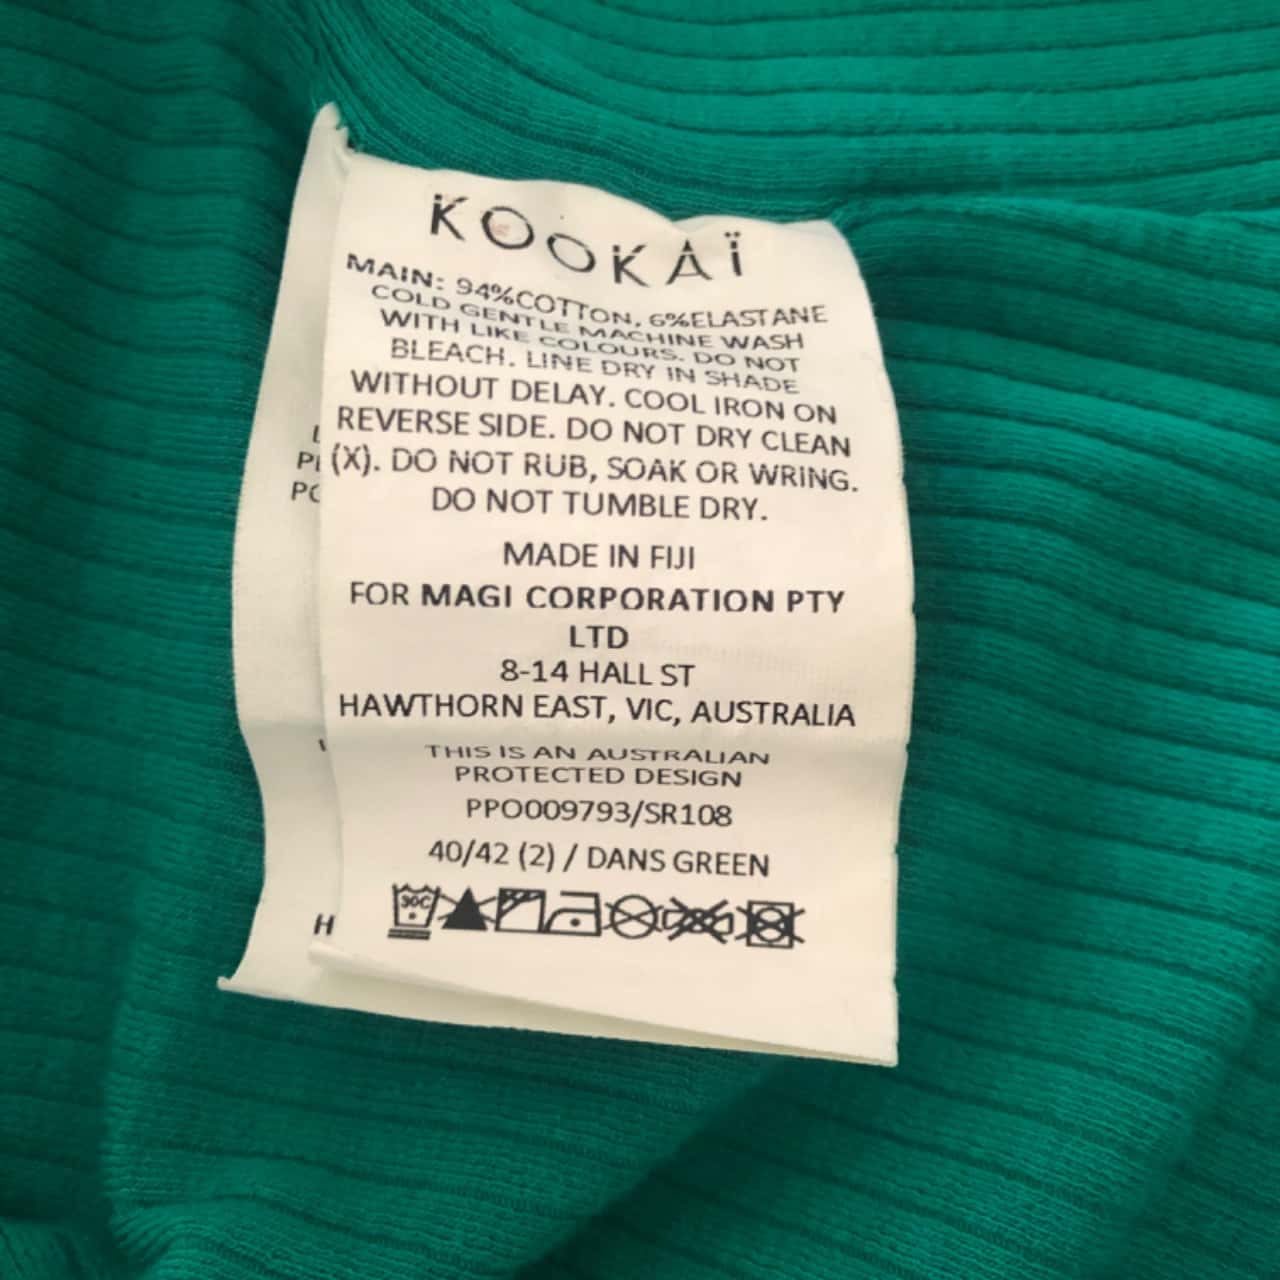 KOOKAÏ
MAIN: 94%COTTON, 6%ELASTANE
COLD GENTLE MACHINE WASH
WITH LIKE COLOURS. DO NOT
BLEACH. LINE DRY IN SHADE
WITHOUT DELAY. COOL IRON ON
REVERSE SIDE. DO NOT DRY CLEAN
(X). DO NOT RUB, SOAK OR WRING.
DO NOT TUMBLE DRY.
MADE IN FIJI
FOR MAGI CORPORATION PTY
LTD
8-14 HALL ST
HAWTHORN EAST, VIC, AUSTRALIA
THIS IS AN AUSTRALIAN
PROTECTED DESIGN
PPO009793/SR108
40/42 (2) / DANS GREEN
30C